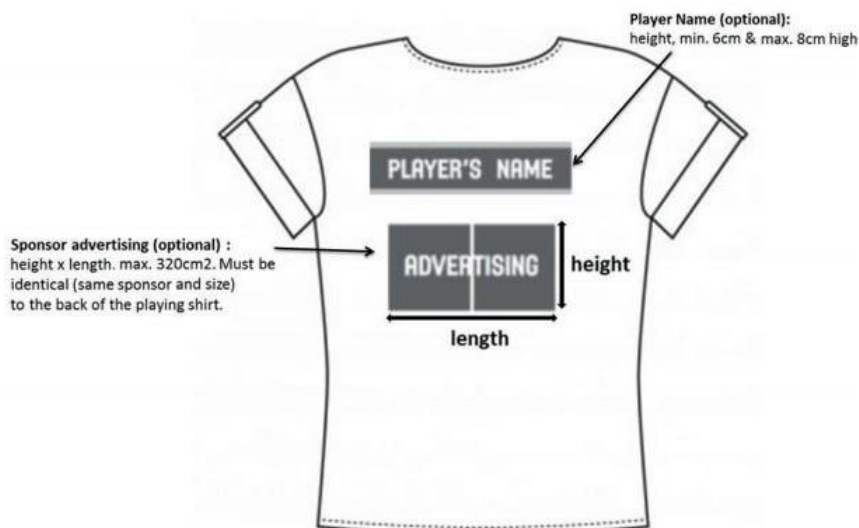 Player Name (optional):
height, min. 6cm & max. 8cm high
PLAYER'S NAME
Sponsor advertising (optional) :
height x length. max. 320cm2. Must be
identical (same sponsor and size)
to the back of the playing shirt.
ADVERTISING
height
length